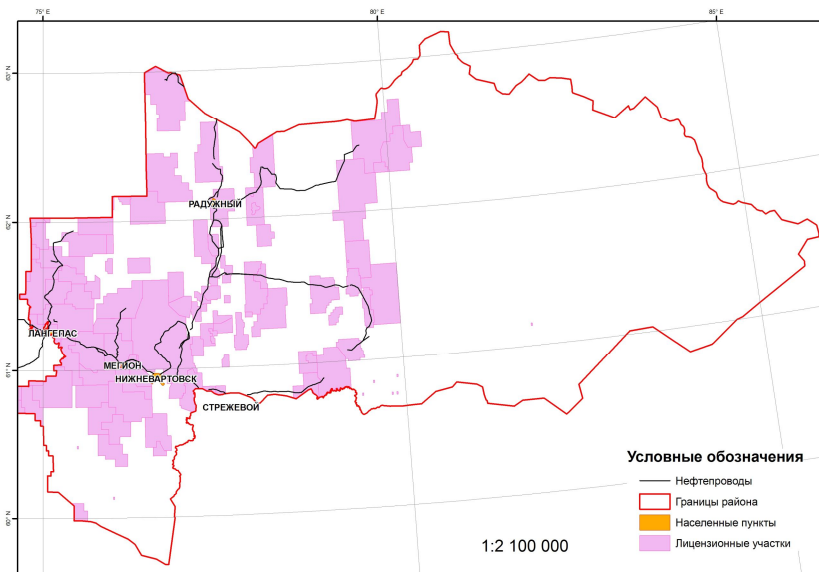 75° E
80° E
85° E
63° N
62° N
61° N
60° N
РАДУЖНЫЙ
ЛАНГЕПАС
МЕГИОН
НИЖНЕВАРТОВСК
СТРЕЖЕВОЙ
Условные обозначения
Нефтепроводы
Границы района
Населенные пункты
Лицензионные участки
1:2 100 000